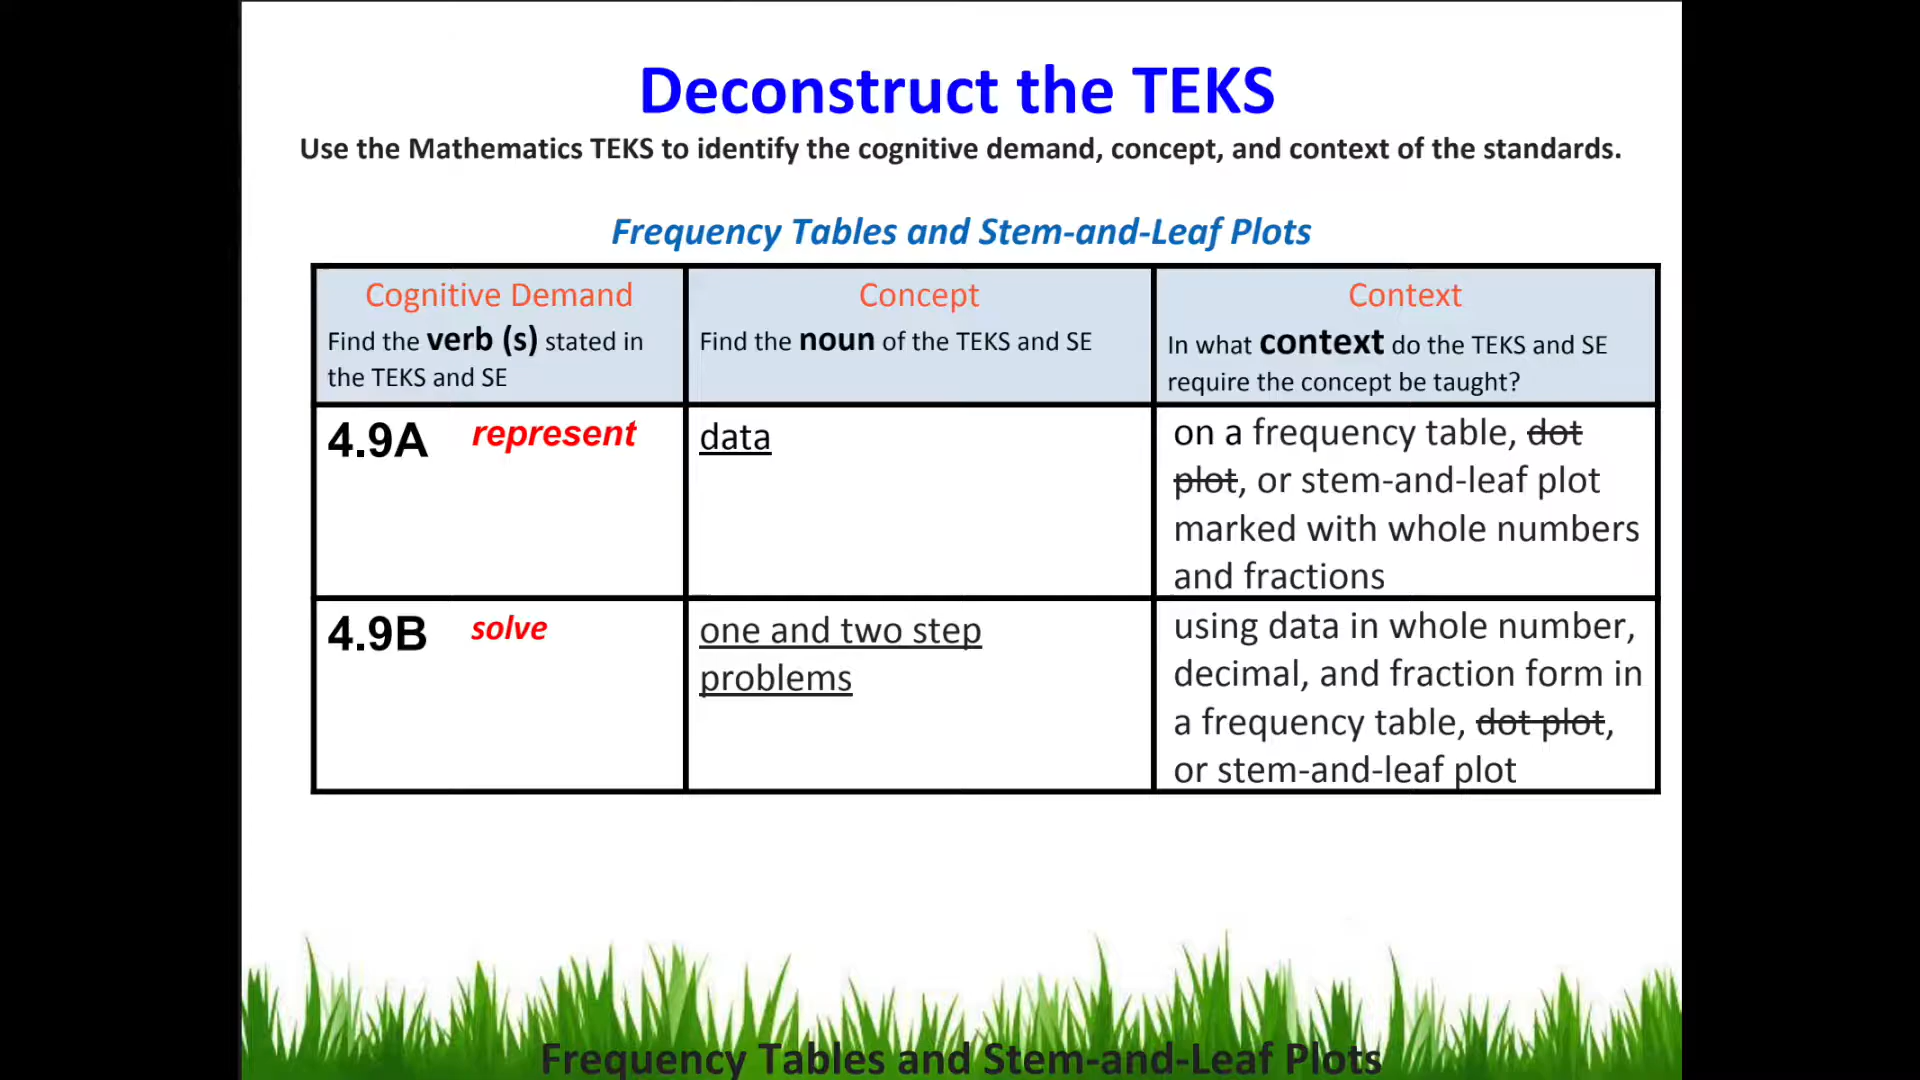 Deconstruct the TEKS
Use the Mathematics TEKS to identify the cognitive demand, concept, and context of the standards.
Frequency Tables and Stem-and-Leaf Plots
Cognitive Demand
Find the verb (s) stated in
the TEKS and SE
Concept
Find the noun of the TEKS and SE
Context
In what context do the TEKS and SE
require the concept be taught?
4.9A represent
data
on a frequency table, dot
plot, or stem-and-leaf plot
marked with whole numbers
and fractions
4.9B solve
one and two step
problems
using data in whole number,
decimal, and fraction form in
a frequency table, dot plot,
or stem-and-leaf plot
Frequency Tables and Stem-and-Leaf Plots